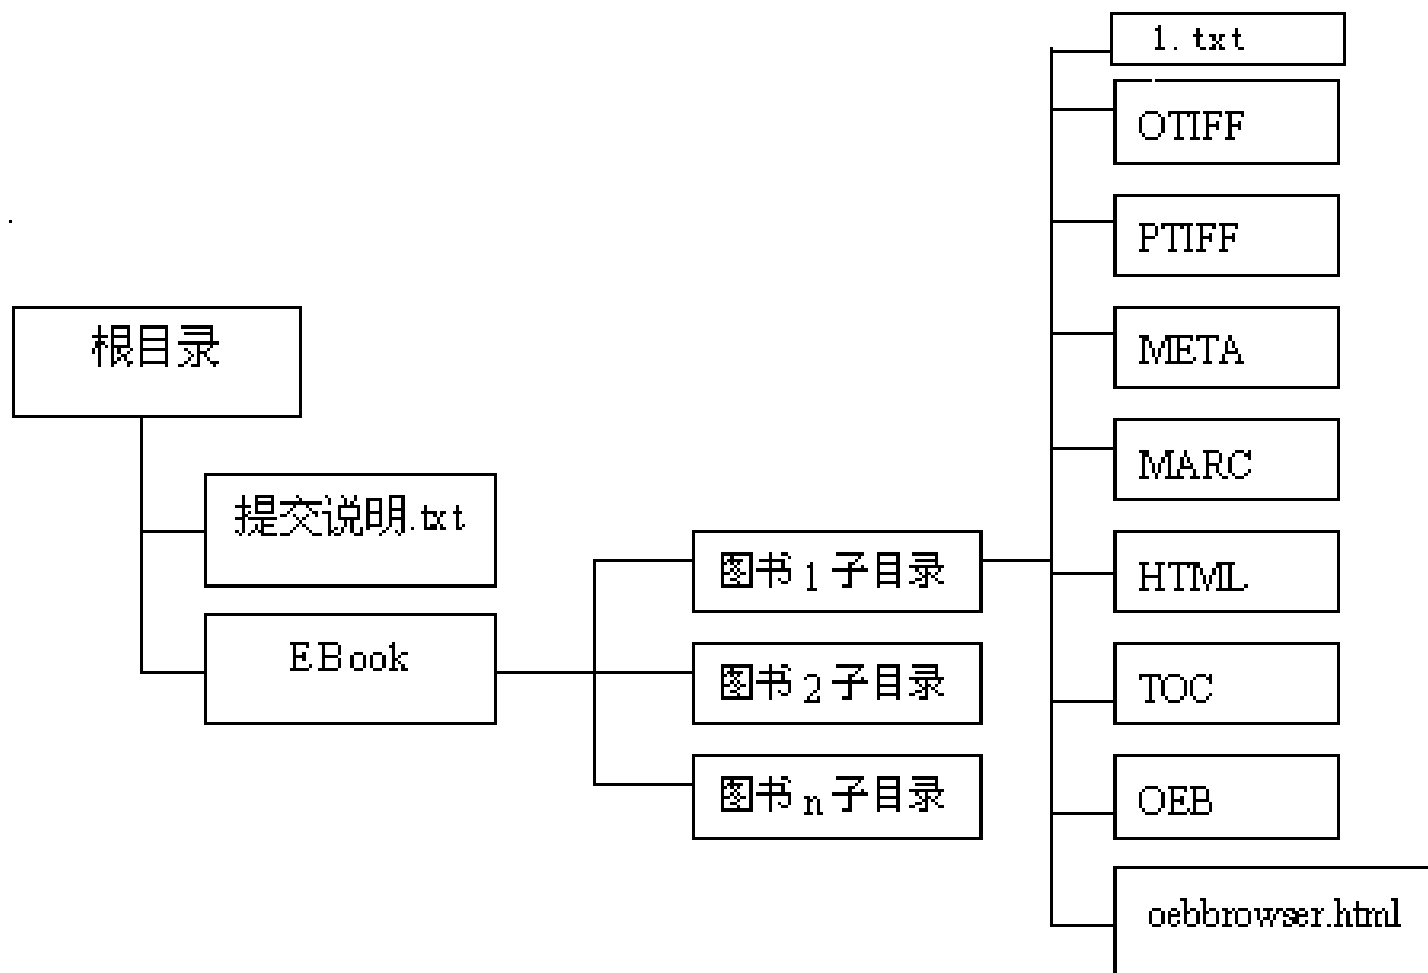 根目录
提交说明.txt
EBook
图书 1 子目录
图书 2 子目录
图书 n 子目录
1. txt
OTIFF
PTIFF
META
MARC
HTML
TOC
OEB
oebbrowser.html